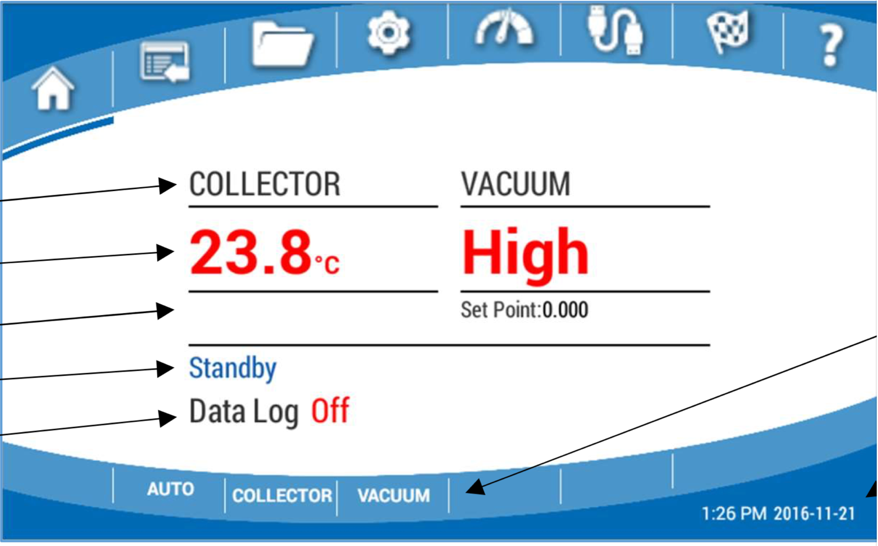 ?
COLLECTOR VACUUM
23.8°C High
Set Point:0.000
Standby
Data Log Off
AUTO COLLECTOR VACUUM
1:26 PM 2016-11-21